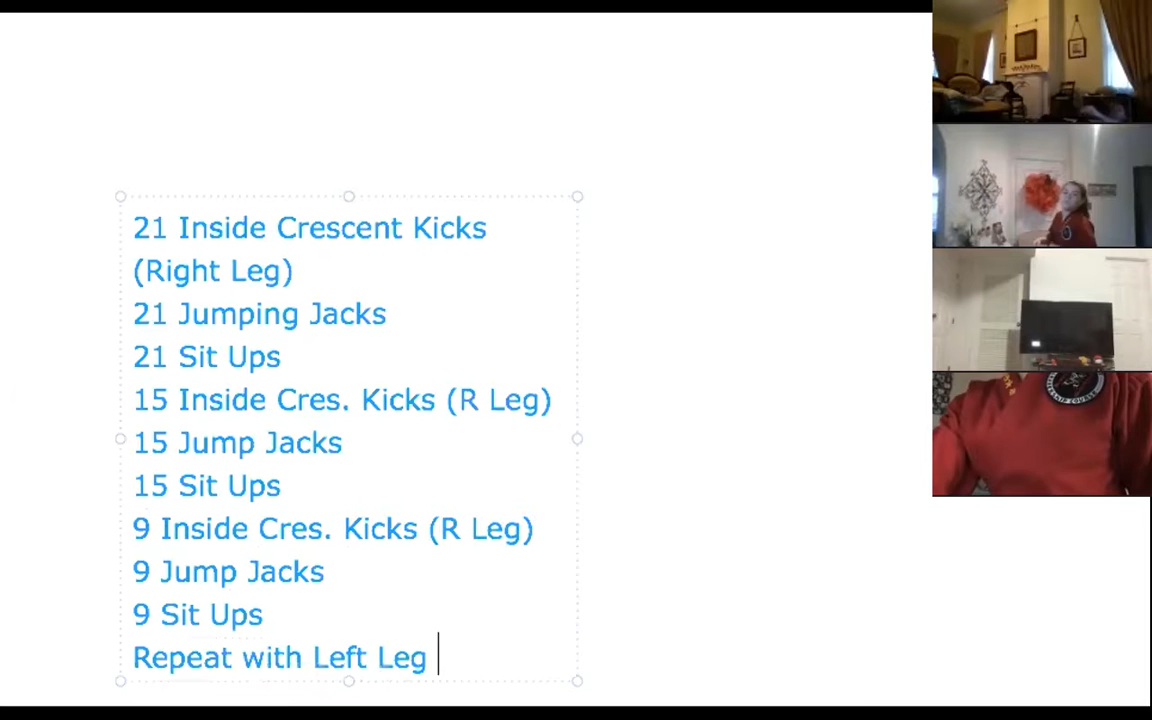 21 Inside Crescent Kicks
(Right Leg)
21 Jumping Jacks
21 Sit Ups
15 Inside Cres. Kicks (R Leg)
15 Jump Jacks
15 Sit Ups
9 Inside Cres. Kicks (R Leg)
9 Jump Jacks
9 Sit Ups
Repeat with Left Leg